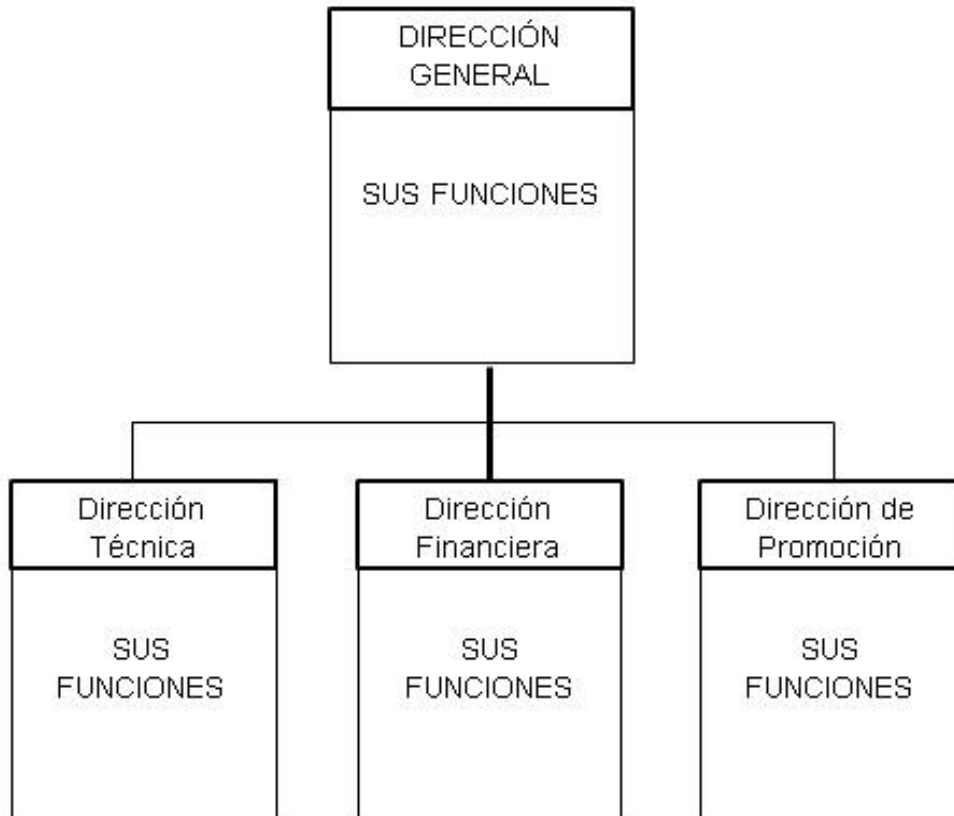 DIRECCIÓN
GENERAL
SUS FUNCIONES
Dirección
Técnica
SUS
FUNCIONES
Dirección
Financiera
SUS
FUNCIONES
Dirección de
Promoción
SUS
FUNCIONES